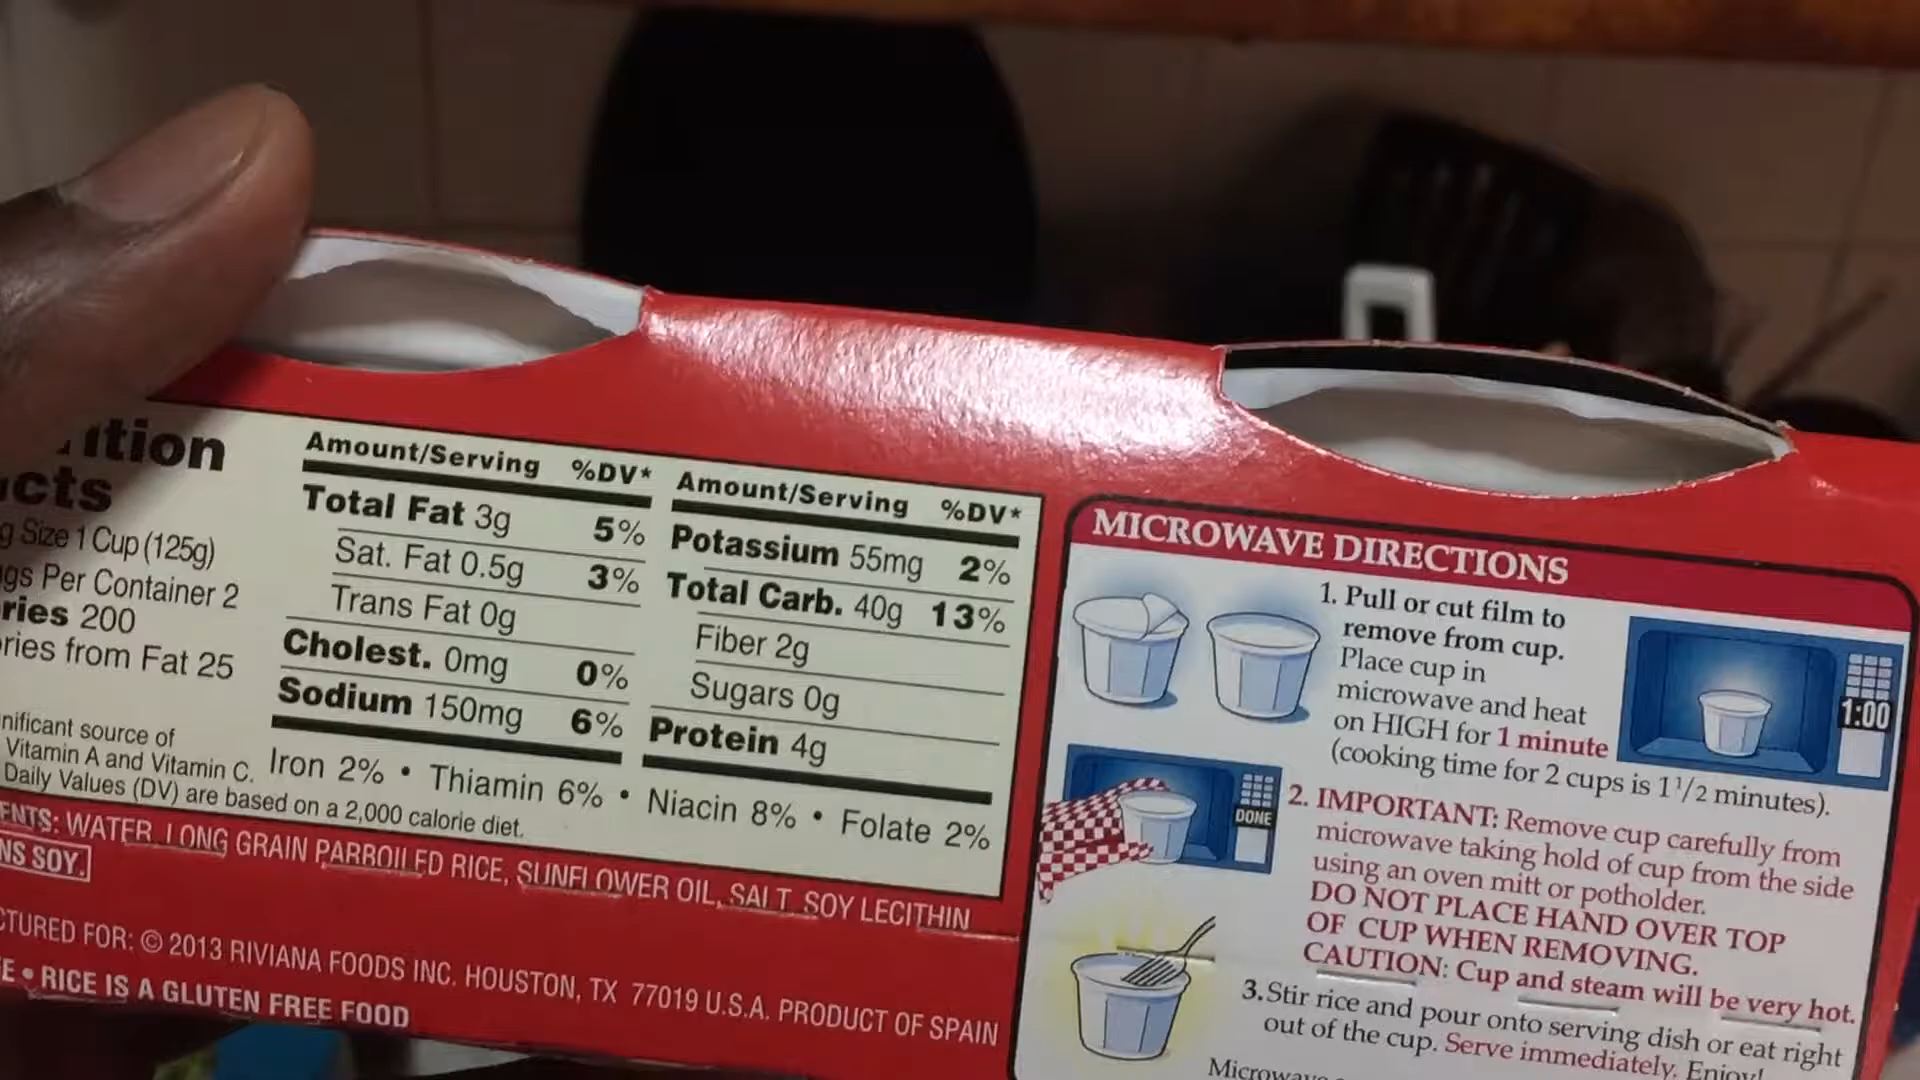 Amount/Serving %DV*
Total Fat 3g 5%
Sat. Fat 0.5g 3%
Trans Fat 0g
Cholest. 0mg 0%
Sodium 150mg 6%
Amount/Serving %DV*
Potassium 55mg 2%
Total Carb. 40g 13%
Fiber 2g
Sugars 0g
Protein 4g
Size 1 Cup (125g)
Per Container 2
200
from Fat 25
source of
Vitamin A and Vitamin C.
Iron 2% • Thiamin 6% • Niacin 8% • Folate 2%
Daily Values (DV) are based on a 2,000 calorie diet.
WATER, LONG GRAIN PARBOILED RICE, SUNFLOWER OIL, SALT, SOY LECITHIN
SOY.
FOR: © 2013 RIVIANA FOODS INC. HOUSTON, TX 77019 U.S.A. PRODUCT OF SPAIN
• RICE IS A GLUTEN FREE FOOD
MICROWAVE DIRECTIONS
1. Pull or cut film to
remove from cup.
Place cup in
microwave and heat
on HIGH for 1 minute
(cooking time for 2 cups is 1 1/2 minutes).
1:00
DONE
2. IMPORTANT: Remove cup carefully from
microwave taking hold of cup from the side
using an oven mitt or potholder.
DO NOT PLACE HAND OVER TOP
OF CUP WHEN REMOVING.
CAUTION: Cup and steam will be very hot.
3. Stir rice and pour onto serving dish or eat right
out of the cup. Serve immediately. Enjoy!